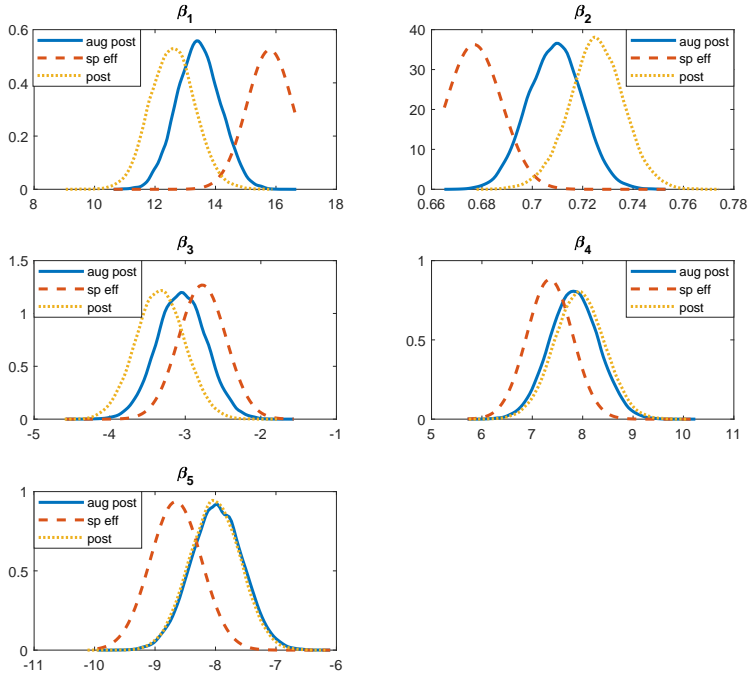 β1
0.6
0.4
0.2
0
8 10 12 14 16 18
aug post
sp eff
post
β2
40
30
20
10
0
0.66 0.68 0.7 0.72 0.74 0.76 0.78
aug post
sp eff
post
β3
1.5
1
0.5
0
-5 -4 -3 -2 -1
aug post
sp eff
post
β4
1
0.5
0
5 6 7 8 9 10 11
aug post
sp eff
post
β5
1
0.5
0
-11 -10 -9 -8 -7 -6
aug post
sp eff
post